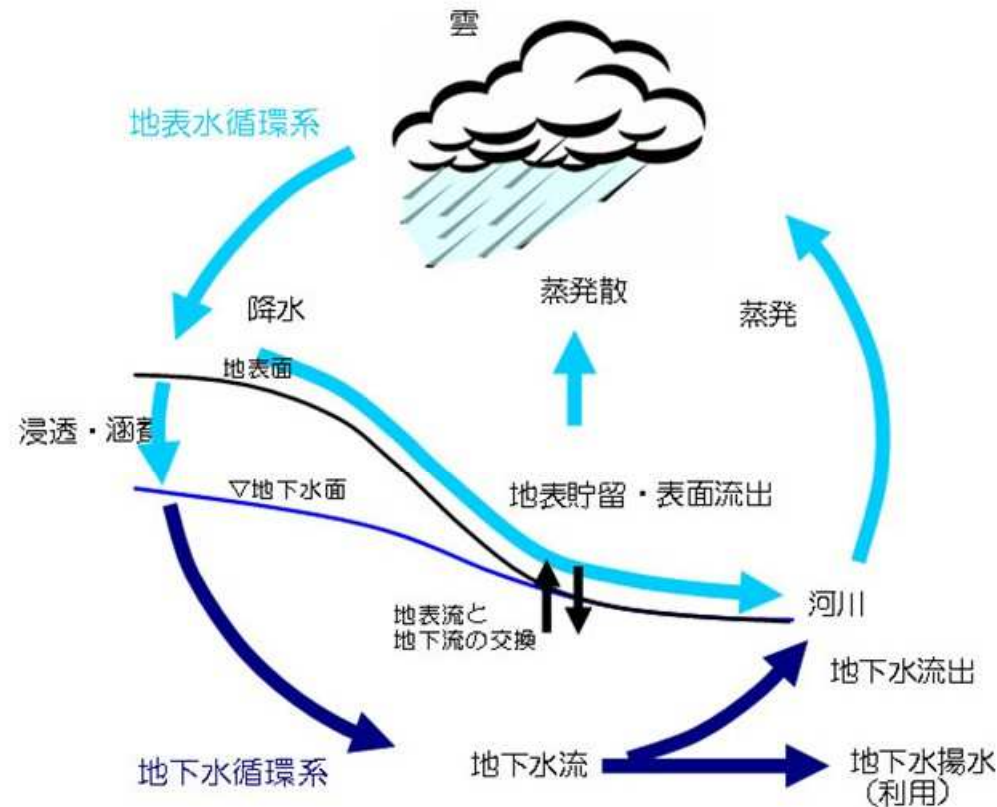 雲
地表水循環系
蒸発散
降水
蒸発
地表面
浸透・涵養
▽地下水面
地表貯留・表面流出
河川
地表流と
地下流の交換
地下水流出
地下水流
地下水循環系
地下水揚水
(利用)